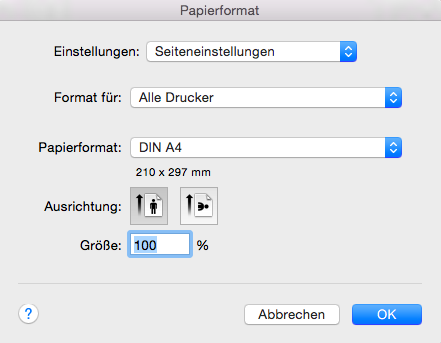 Papierformat
Einstellungen: Seiteneinstellungen
Format für: Alle Drucker
Papierformat: DIN A4
210 x 297 mm
Ausrichtung:
Größe: 100 %
? Abbrechen OK